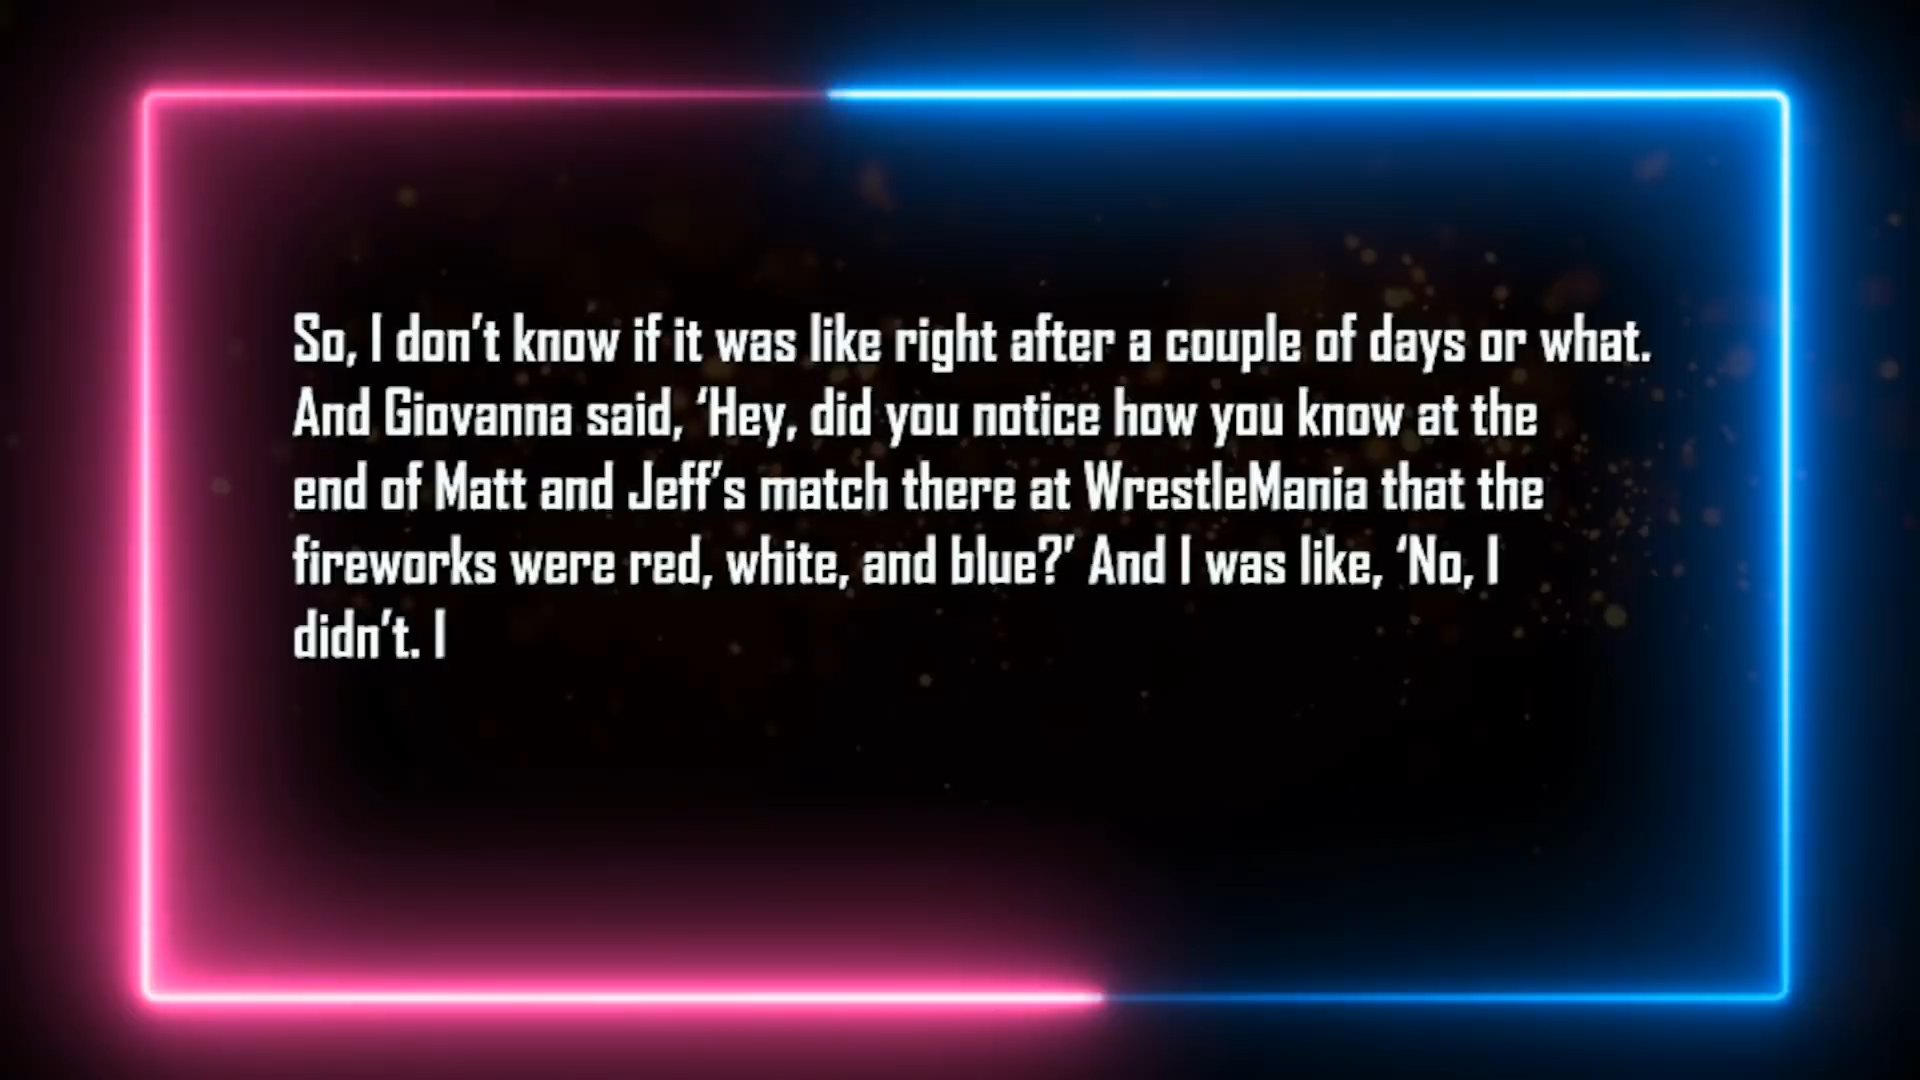 So, I don’t know if it was like right after a couple of days or what.
And Giovanna said, ‘Hey, did you notice how you know at the
end of Matt and Jeff’s match there at WrestleMania that the
fireworks were red, white, and blue?’ And I was like, ‘No, I
didn’t. I